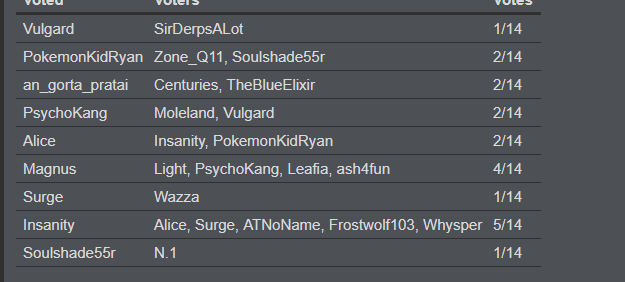 Voted Voters Votes
Vulgard SirDerpsALot 1/14
PokemonKidRyan Zone_Q11, Soulshade55r 2/14
an_gorta_pratai Centuries, TheBlueElixir 2/14
PsychoKang Moleland, Vulgard 2/14
Alice Insanity, PokemonKidRyan 2/14
Magnus Light, PsychoKang, Leafia, ash4fun 4/14
Surge Wazza 1/14
Insanity Alice, Surge, ATNoName, Frostwolf103, Whysper 5/14
Soulshade55r N.1 1/14